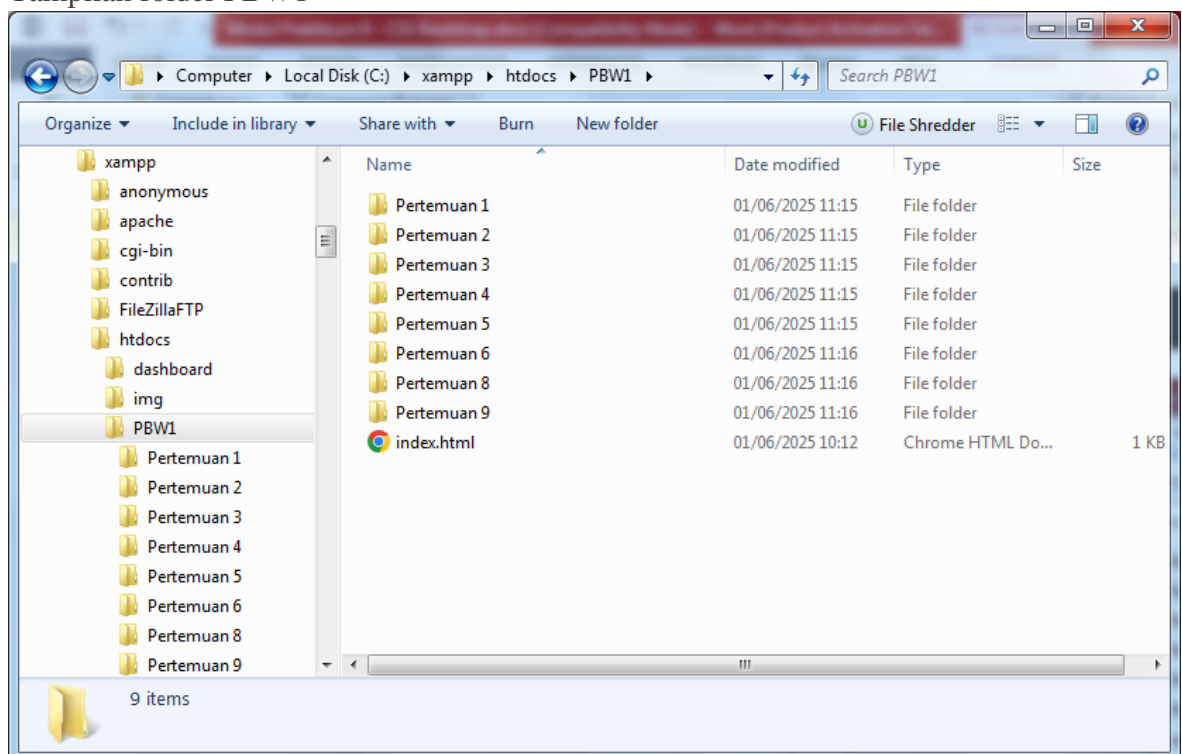 Tampilan folder PBW1
Computer Local Disk (C:) xampp htdocs PBW1 Search PBW1
Organize Include in library Share with Burn New folder File Shredder
xampp
anonymous
apache
cgi-bin
contrib
FileZillaFTP
htdocs
dashboard
img
PBW1
Pertemuan 1
Pertemuan 2
Pertemuan 3
Pertemuan 4
Pertemuan 5
Pertemuan 6
Pertemuan 8
Pertemuan 9
Name Date modified Type Size
Pertemuan 1 01/06/2025 11:15 File folder
Pertemuan 2 01/06/2025 11:15 File folder
Pertemuan 3 01/06/2025 11:15 File folder
Pertemuan 4 01/06/2025 11:15 File folder
Pertemuan 5 01/06/2025 11:15 File folder
Pertemuan 6 01/06/2025 11:16 File folder
Pertemuan 8 01/06/2025 11:16 File folder
Pertemuan 9 01/06/2025 11:16 File folder
index.html 01/06/2025 10:12 Chrome HTML Do... 1 KB
9 items